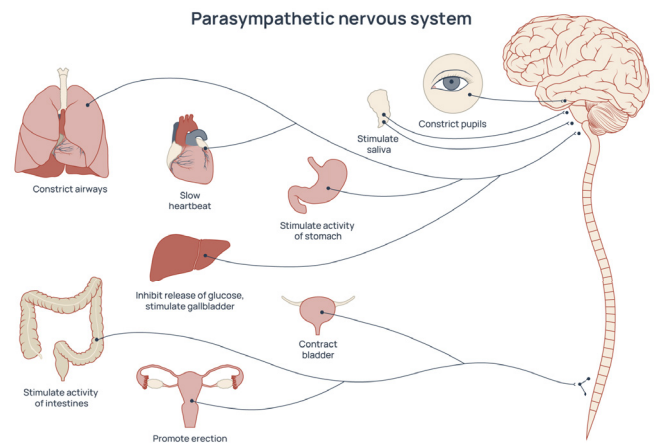 Parasympathetic nervous system
Constrict pupils
Stimulate
saliva
Constrict airways
Slow
heartbeat
Stimulate activity
of stomach
Inhibit release of glucose,
stimulate gallbladder
Contract
bladder
Stimulate activity
of intestines
Promote erection